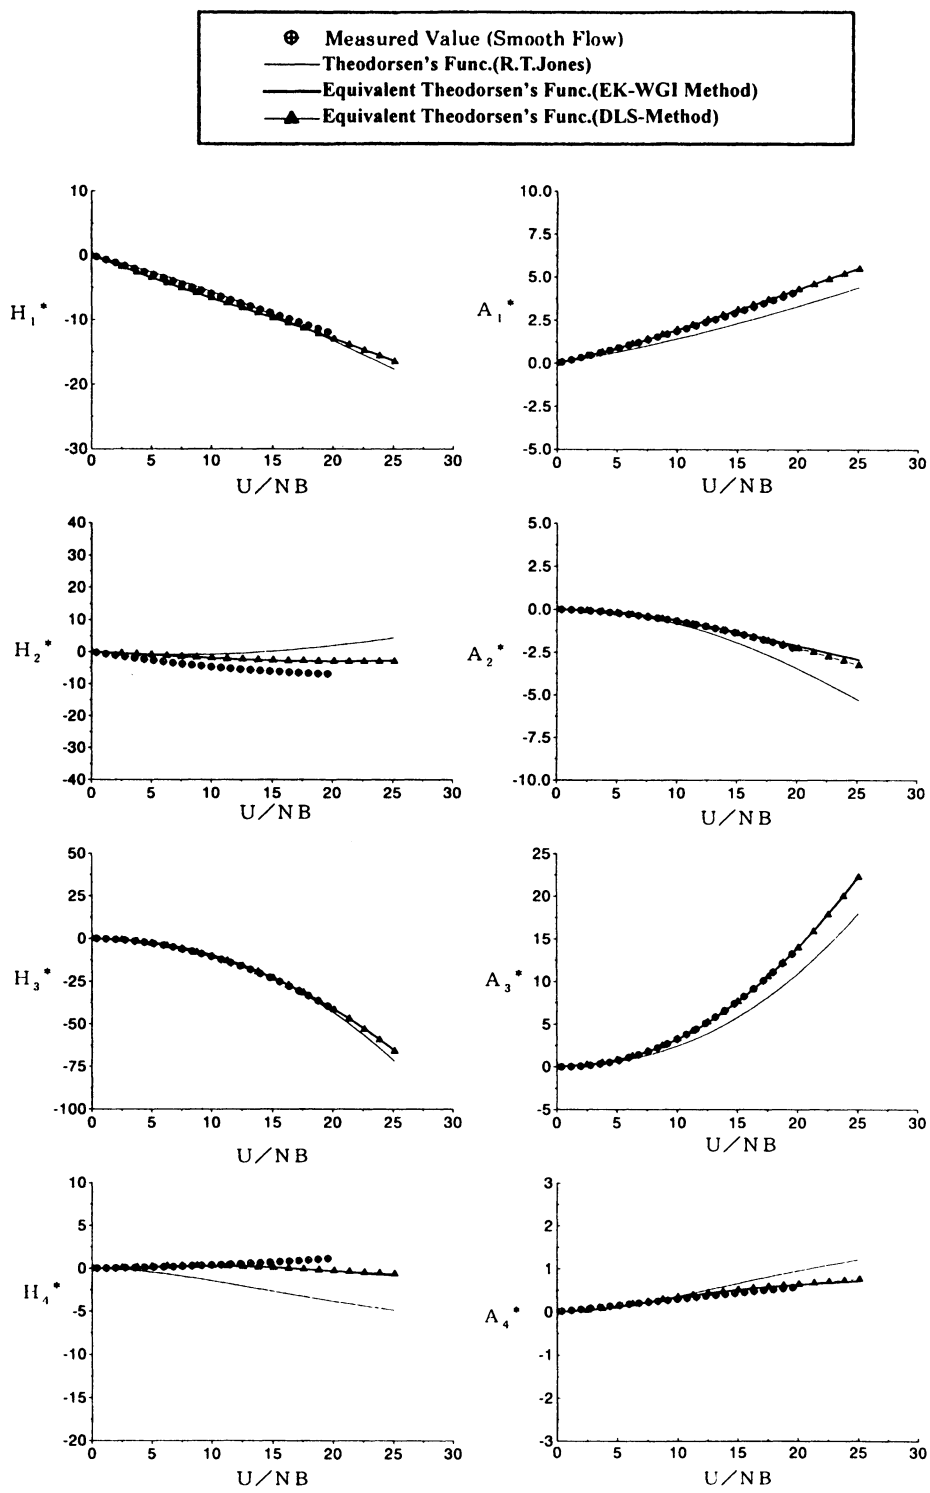 Measured Value (Smooth Flow)
Theodorsen's Func.(R.T.Jones)
Equivalent Theodorsen's Func.(EK-WGI Method)
Equivalent Theodorsen's Func.(DLS-Method)
10
0
-10
-20
-30
H₁*
0 5 10 15 20 25 30
U/NB
10.0
7.5
5.0
2.5
0.0
-2.5
-5.0
A₁*
0 5 10 15 20 25 30
U/NB
40
30
20
10
0
-10
-20
-30
-40
H₂*
0 5 10 15 20 25 30
U/NB
5.0
2.5
0.0
-2.5
-5.0
-7.5
-10.0
A₂*
0 5 10 15 20 25 30
U/NB
50
25
0
-25
-50
-75
-100
H₃*
0 5 10 15 20 25 30
U/NB
25
20
15
10
5
0
-5
A₃*
0 5 10 15 20 25 30
U/NB
10
5
0
-5
-10
-15
-20
H₄*
0 5 10 15 20 25 30
U/NB
3
2
1
0
-1
-2
-3
A₄*
0 5 10 15 20 25 30
U/NB